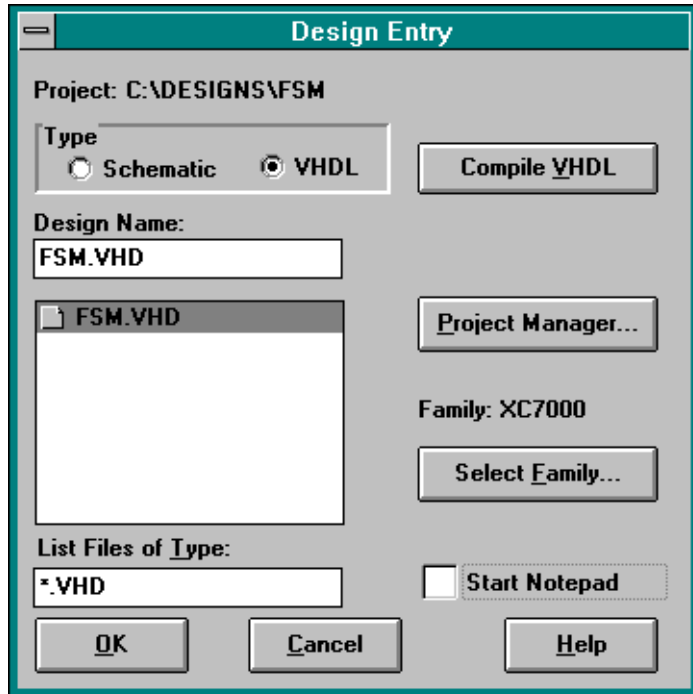 Design Entry
Project: C:\DESIGNS\FSM
Type
Schematic VHDL
Compile VHDL
Design Name:
FSM.VHD
FSM.VHD
Project Manager...
Family: XC7000
Select Family...
List Files of Type:
*.VHD
Start Notepad
OK Cancel Help